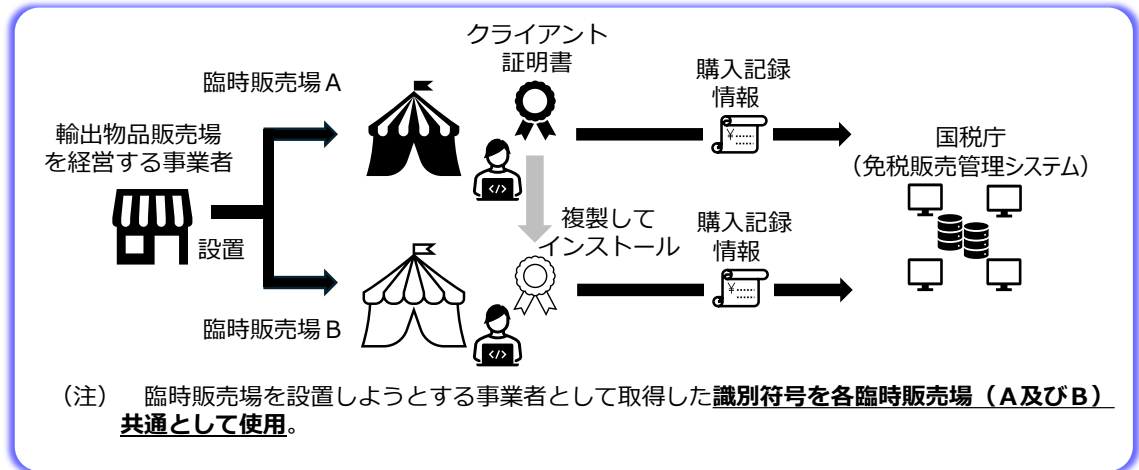 クライアント
証明書
臨時販売場A
購入記録
情報
輸出物品販売場
を経営する事業者
国税庁
（免税販売管理システム）
設置
複製して
インストール
購入記録
情報
臨時販売場B
（注）　臨時販売場を設置しようとする事業者として取得した識別符号を各臨時販売場（A及びB）
共通として使用。
¥
</>
¥
</>